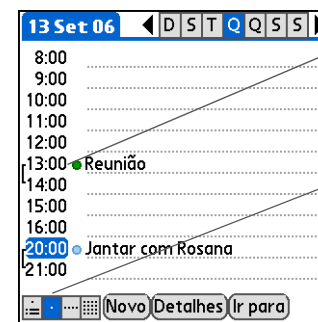 13 Set 06 D S T Q Q S S
8:00
9:00
10:00
11:00
12:00
13:00 Reunião
14:00
15:00
16:00
20:00 Jantar com Rosana
21:00
Novo Detalhes Ir para